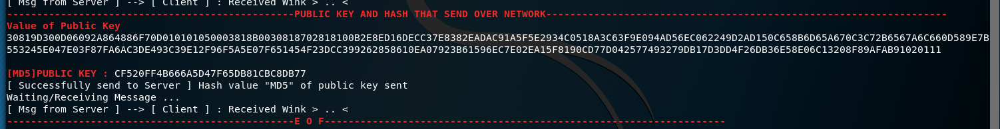 [ Msg from Server ] --> [ Client ] : Received Wink > .. <
------------------------------------------------PUBLIC KEY AND HASH THAT SEND OVER NETWORK-------------------------------------------------------------------
Value of Public Key
30819D300D06092A864886F70D010101050003818B0030818702818100B2E8ED16DECC37E8382EADAC91A5F5E2934C0518A3C63F9E094AD56EC062249D2AD150C658B6D65A670C3C72B6567A6C660D589E7B
553245E047E03F87FA6AC3DE493C39E12F96F5A5E07F651454F23DCC399262858610EA07923B61596EC7E02EA15F8190CD77D042577493279DB17D3DD4F26DB36E58E06C13208F89AFAB91020111
[MD5]PUBLIC KEY : CF520FF4B666A5D47F65DB81CBC8DB77
[ Successfully send to Server ] Hash value "MD5" of public key sent
Waiting/Receiving Message ...
[ Msg from Server ] --> [ Client ] : Received Wink > .. <
------------------------------------------------E O F-------------------------------------------------------------------